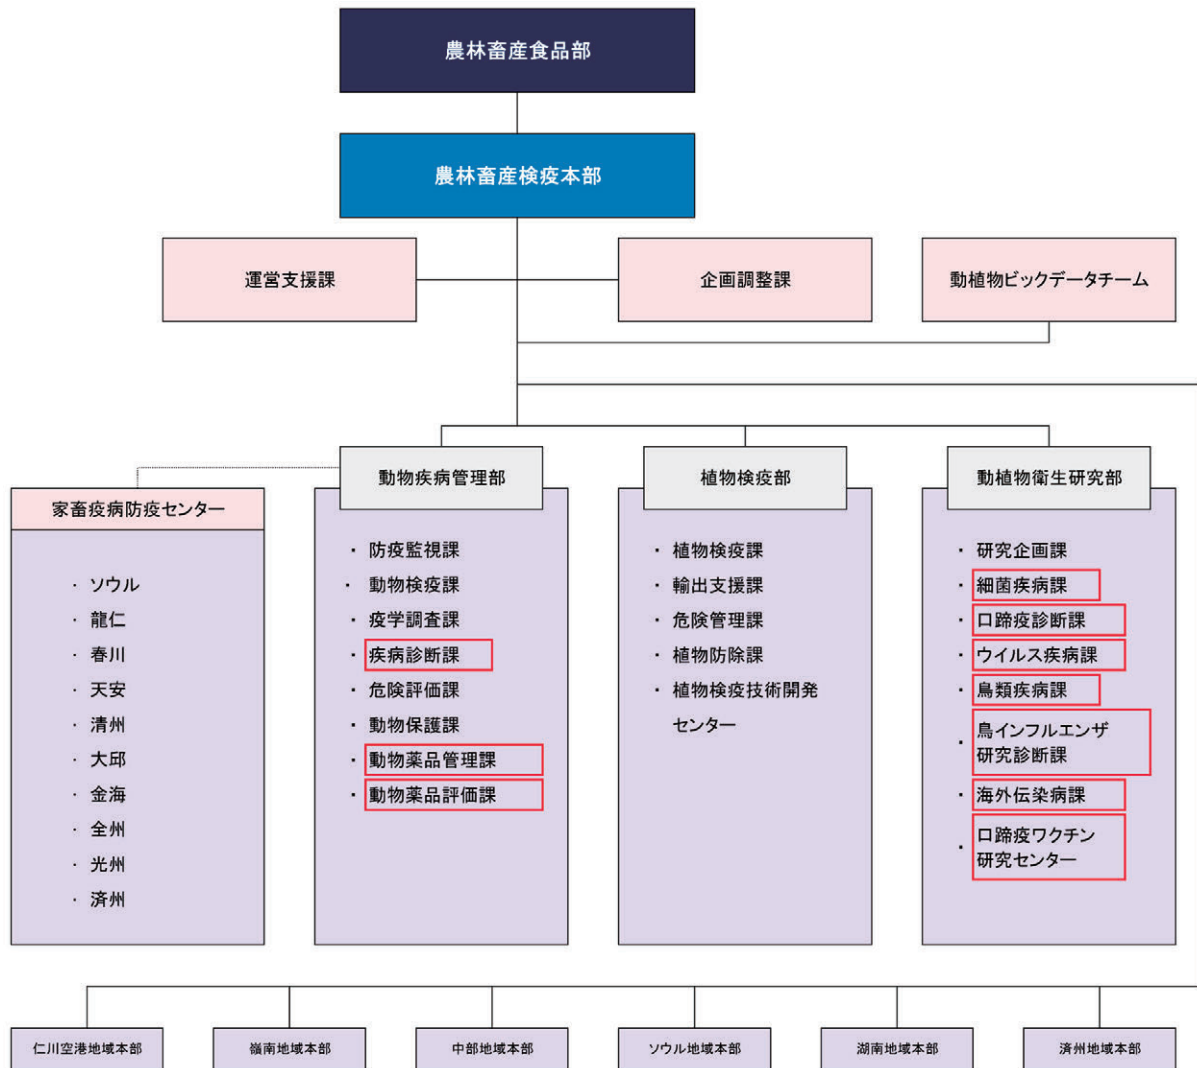 農林畜産食品部
農林畜産検疫本部
運営支援課
企画調整課
動植物ビックデータチーム
家畜疫病防疫センター
・ ソウル
・ 龍仁
・ 春川
・ 天安
・ 清州
・ 大邱
・ 金海
・ 全州
・ 光州
・ 済州
動物疾病管理部
・ 防疫監視課
・ 動物検疫課
・ 疫学調査課
・ 疾病診断課
・ 危険評価課
・ 動物保護課
・ 動物薬品管理課
・ 動物薬品評価課
植物検疫部
・ 植物検疫課
・ 輸出支援課
・ 危険管理課
・ 植物防除課
・ 植物検疫技術開発
センター
動植物衛生研究部
・ 研究企画課
・ 細菌疾病課
・ 口蹄疫診断課
・ ウイルス疾病課
・ 鳥類疾病課
・ 鳥インフルエンザ
研究診断課
・ 海外伝染病課
・ 口蹄疫ワクチン
研究センター
仁川空港地域本部
嶺南地域本部
中部地域本部
ソウル地域本部
湖南地域本部
済州地域本部